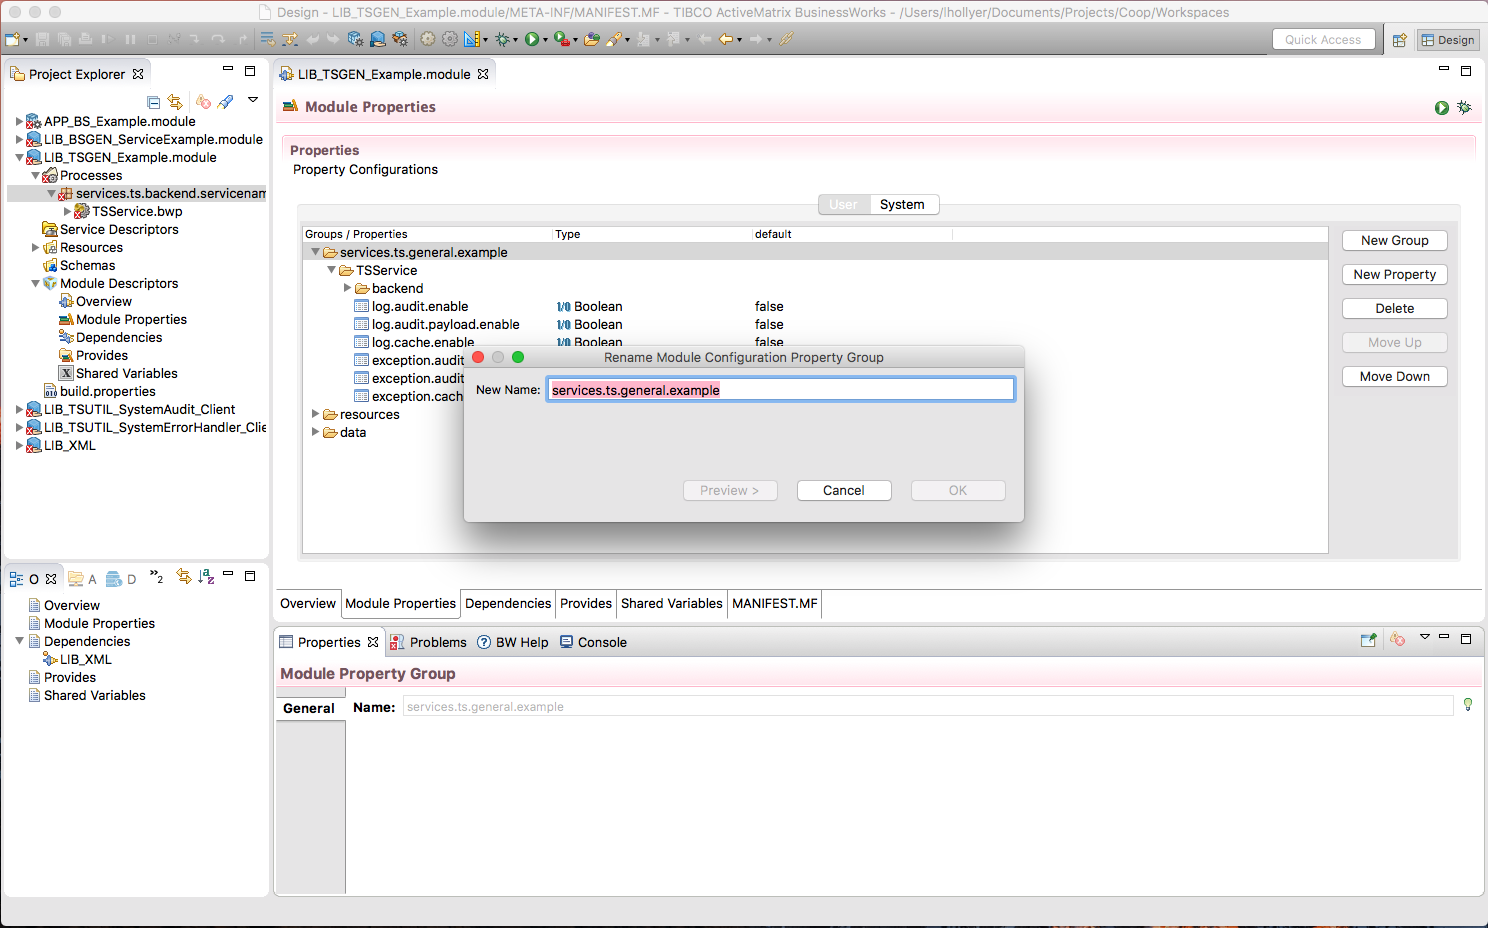 Design - LIB_TSGEN_Example.module/META-INF/MANIFEST.MF - TIBCO ActiveMatrix BusinessWorks - /Users/lhollyer/Documents/Projects/Coop/Workspaces
Quick Access
Design
Project Explorer
APP_BS_Example.module
LIB_BSGEN_ServiceExample.module
LIB_TSGEN_Example.module
Processes
services.ts.backend.servicenam
TSService.bwp
Service Descriptors
Resources
Schemas
Module Descriptors
Overview
Module Properties
Dependencies
Provides
Shared Variables
build.properties
LIB_TSUTIL_SystemAudit_Client
LIB_TSUTIL_SystemErrorHandler_Clie
LIB_XML
LIB_TSGEN_Example.module
Module Properties
Properties
Property Configurations
User System
Groups / Properties Type default
services.ts.general.example
TSService
backend
log.audit.enable 1/0 Boolean false
log.audit.payload.enable 1/0 Boolean false
log.cache.enable 1/0 Boolean false
exception.audit
exception.audit
exception.cach
resources
data
New Group
New Property
Delete
Move Up
Move Down
Rename Module Configuration Property Group
New Name: services.ts.general.example
Preview > Cancel OK
Overview Module Properties Dependencies Provides Shared Variables MANIFEST.MF
O A D »2
Overview
Module Properties
Dependencies
LIB_XML
Provides
Shared Variables
Properties Problems BW Help Console
Module Property Group
General Name: services.ts.general.example